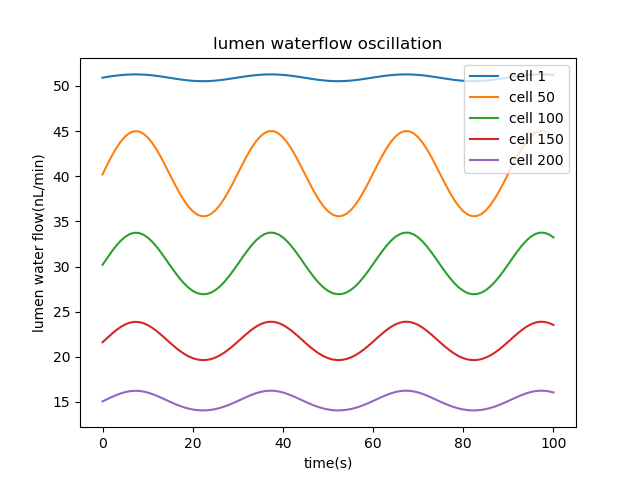 lumen waterflow oscillation
cell 1
cell 50
cell 100
cell 150
cell 200
lumen water flow(nL/min)
50
45
40
35
30
25
20
15
0 20 40 60 80 100
time(s)